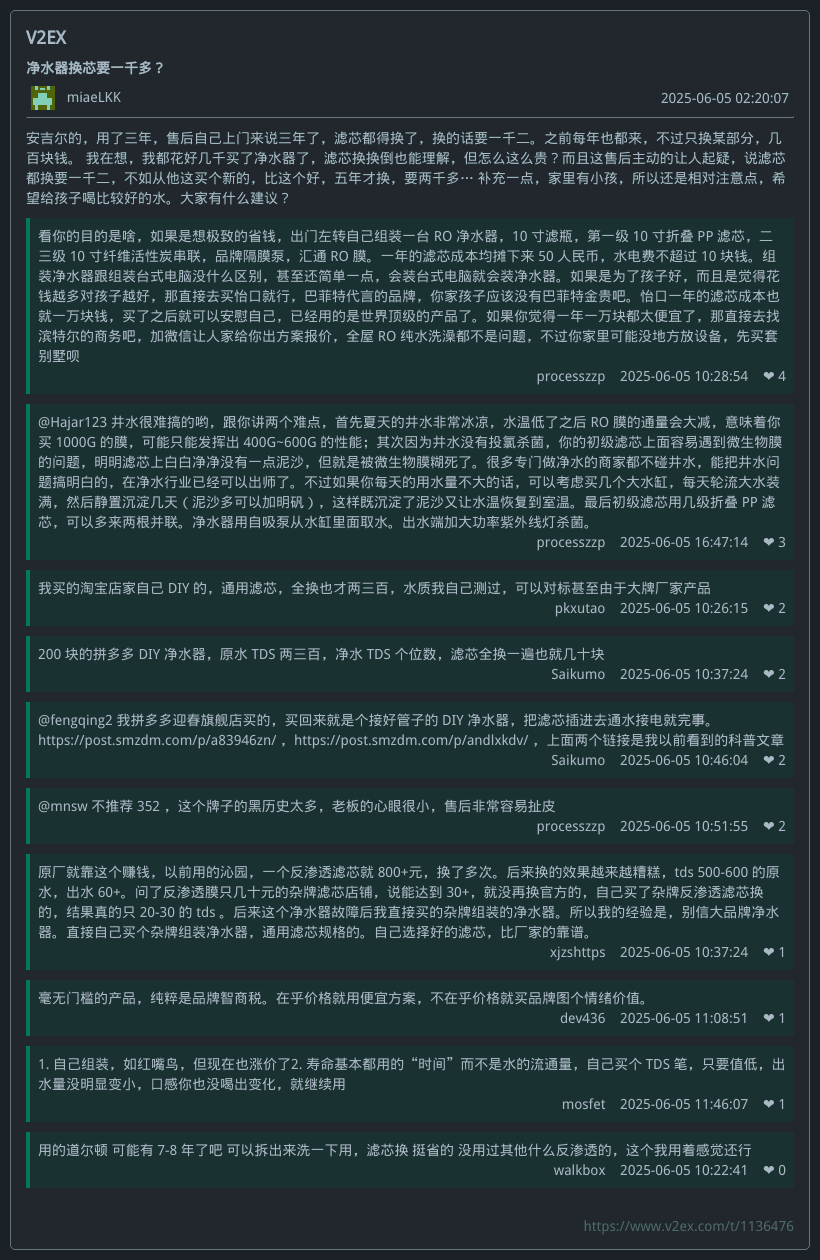 V2EX
净水器换芯要一千多？
miaeLKK
2025-06-05 02:20:07
安吉尔的，用了三年，售后自己上门来说三年了，滤芯都得换了，换的话要一千二。之前每年也都来，不过只换某部分，几
百块钱。 我在想，我都花好几千买了净水器了，滤芯换换倒也能理解，但怎么这么贵？而且这售后主动的让人起疑，说滤芯
都换要一千二，不如从他这买个新的，比这个好，五年才换，要两千多… 补充一点，家里有小孩，所以还是相对注意点，希
望给孩子喝比较好的水。大家有什么建议？
看你的目的是啥，如果是想极致的省钱，出门左转自己组装一台 RO 净水器，10 寸滤瓶，第一级 10 寸折叠 PP 滤芯，二
三级 10 寸纤维活性炭串联，品牌隔膜泵，汇通 RO 膜。一年的滤芯成本均摊下来 50 人民币，水电费不超过 10 块钱。组
装净水器跟组装台式电脑没什么区别，甚至还简单一点，会装台式电脑就会装净水器。如果是为了孩子好，而且是觉得花
钱越多对孩子越好，那直接去买怡口就行，巴菲特代言的品牌，你家孩子应该没有巴菲特金贵吧。怡口一年的滤芯成本也
就一万块钱，买了之后就可以安慰自己，已经用的是世界顶级的产品了。如果你觉得一年一万块都太便宜了，那直接去找
滨特尔的商务吧，加微信让人家给你出方案报价，全屋 RO 纯水洗澡都不是问题，不过你家里可能没地方放设备，先买套
别墅呗
processzzp
2025-06-05 10:28:54
❤ 4
@Hajar123 井水很难搞的哟，跟你讲两个难点，首先夏天的井水非常冰凉，水温低了之后 RO 膜的通量会大减，意味着你
买 1000G 的膜，可能只能发挥出 400G~600G 的性能；其次因为井水没有投氯杀菌，你的初级滤芯上面容易遇到微生物膜
的问题，明明滤芯上白白净净没有一点泥沙，但就是被微生物膜糊死了。很多专门做净水的商家都不碰井水，能把井水问
题搞明白的，在净水行业已经可以出师了。不过如果你每天的用水量不大的话，可以考虑买几个大水缸，每天轮流大水装
满，然后静置沉淀几天（泥沙多可以加明矾），这样既沉淀了泥沙又让水温恢复到室温。最后初级滤芯用几级折叠 PP 滤
芯，可以多来两根并联。净水器用自吸泵从水缸里面取水。出水端加大功率紫外线灯杀菌。
processzzp
2025-06-05 16:47:14
❤ 3
我买的淘宝店家自己 DIY 的，通用滤芯，全换也才两三百，水质我自己测过，可以对标甚至由于大牌厂家产品
pkxutao
2025-06-05 10:26:15
❤ 2
200 块的拼多多 DIY 净水器，原水 TDS 两三百，净水 TDS 个位数，滤芯全换一遍也就几十块
Saikumo
2025-06-05 10:37:24
❤ 2
@fengqing2 我拼多多迎春旗舰店买的，买回来就是个接好管子的 DIY 净水器，把滤芯插进去通水接电就完事。
https://post.smzdm.com/p/a83946zn/ ，https://post.smzdm.com/p/andlxkdv/ ，上面两个链接是我以前看到的科普文章
Saikumo
2025-06-05 10:46:04
❤ 2
@mnsw 不推荐 352 ，这个牌子的黑历史太多，老板的心眼很小，售后非常容易扯皮
processzzp
2025-06-05 10:51:55
❤ 2
原厂就靠这个赚钱，以前用的沁园，一个反渗透滤芯就 800+元，换了多次。后来换的效果越来越糟糕，tds 500-600 的原
水，出水 60+。问了反渗透膜只几十元的杂牌滤芯店铺，说能达到 30+，就没再换官方的，自己买了杂牌反渗透滤芯换
的，结果真的只 20-30 的 tds 。后来这个净水器故障后我直接买的杂牌组装的净水器。所以我的经验是，别信大品牌净水
器。直接自己买个杂牌组装净水器，通用滤芯规格的。自己选择好的滤芯，比厂家的靠谱。
xjzshttps
2025-06-05 10:37:24
❤ 1
毫无门槛的产品，纯粹是品牌智商税。在乎价格就用便宜方案，不在乎价格就买品牌图个情绪价值。
dev436
2025-06-05 11:08:51
❤ 1
1. 自己组装，如红嘴鸟，但现在也涨价了2. 寿命基本都用的“时间”而不是水的流通量，自己买个 TDS 笔，只要值低，出
水量没明显变小，口感你也没喝出变化，就继续用
mosfet
2025-06-05 11:46:07
❤ 1
用的道尔顿 可能有 7-8 年了吧 可以拆出来洗一下用，滤芯换 挺省的 没用过其他什么反渗透的，这个我用着感觉还行
walkbox
2025-06-05 10:22:41
❤ 0
https://www.v2ex.com/t/1136476